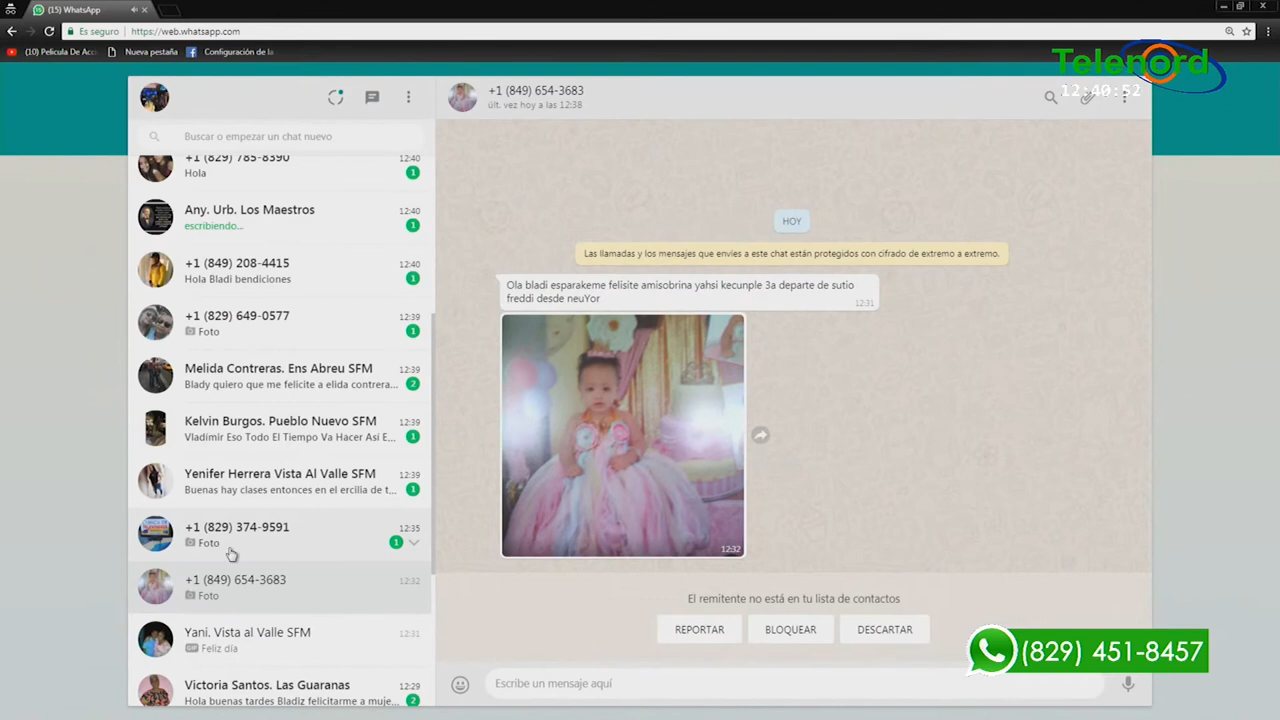 (15) WhatsApp
Es seguro
https://web.whatsapp.com
(10) Pelicula De Acc
Nueva pestaña
Configuración de la
Telenord
12:40:52
+1 (849) 654-3683
últ. vez hoy a las 12:38
Buscar o empezar un chat nuevo
+1 (829) 785-8390 12:40
Hola 1
Any. Urb. Los Maestros 12:40
escribiendo... 1
+1 (849) 208-4415 12:40
Hola Bladi bendiciones 1
+1 (829) 649-0577 12:39
Foto 1
Melida Contreras. Ens Abreu SFM 12:39
Blady quiero que me felicite a elida contrera... 2
Kelvin Burgos. Pueblo Nuevo SFM 12:39
Vladimir Eso Todo El Tiempo Va Hacer Así E... 1
Yenifer Herrera Vista Al Valle SFM 12:39
Buenas hay clases entonces en el ercilia de t... 1
+1 (829) 374-9591 12:35
Foto 1
+1 (849) 654-3683 12:32
Foto
Yani. Vista al Valle SFM 12:31
GIF Feliz día
Victoria Santos. Las Guaranas 12:29
Hola buenas tardes Bladiz felicitarme a muje... 2
HOY
Las llamadas y los mensajes que envíes a este chat están protegidos con cifrado de extremo a extremo.
Ola bladi esparakeme felisite amisobrina yahsi kecunple 3a departe de sutio
freddi desde neuYor 12:31
12:32
El remitente no está en tu lista de contactos
REPORTAR BLOQUEAR DESCARTAR
(829) 451-8457
Escribe un mensaje aquí